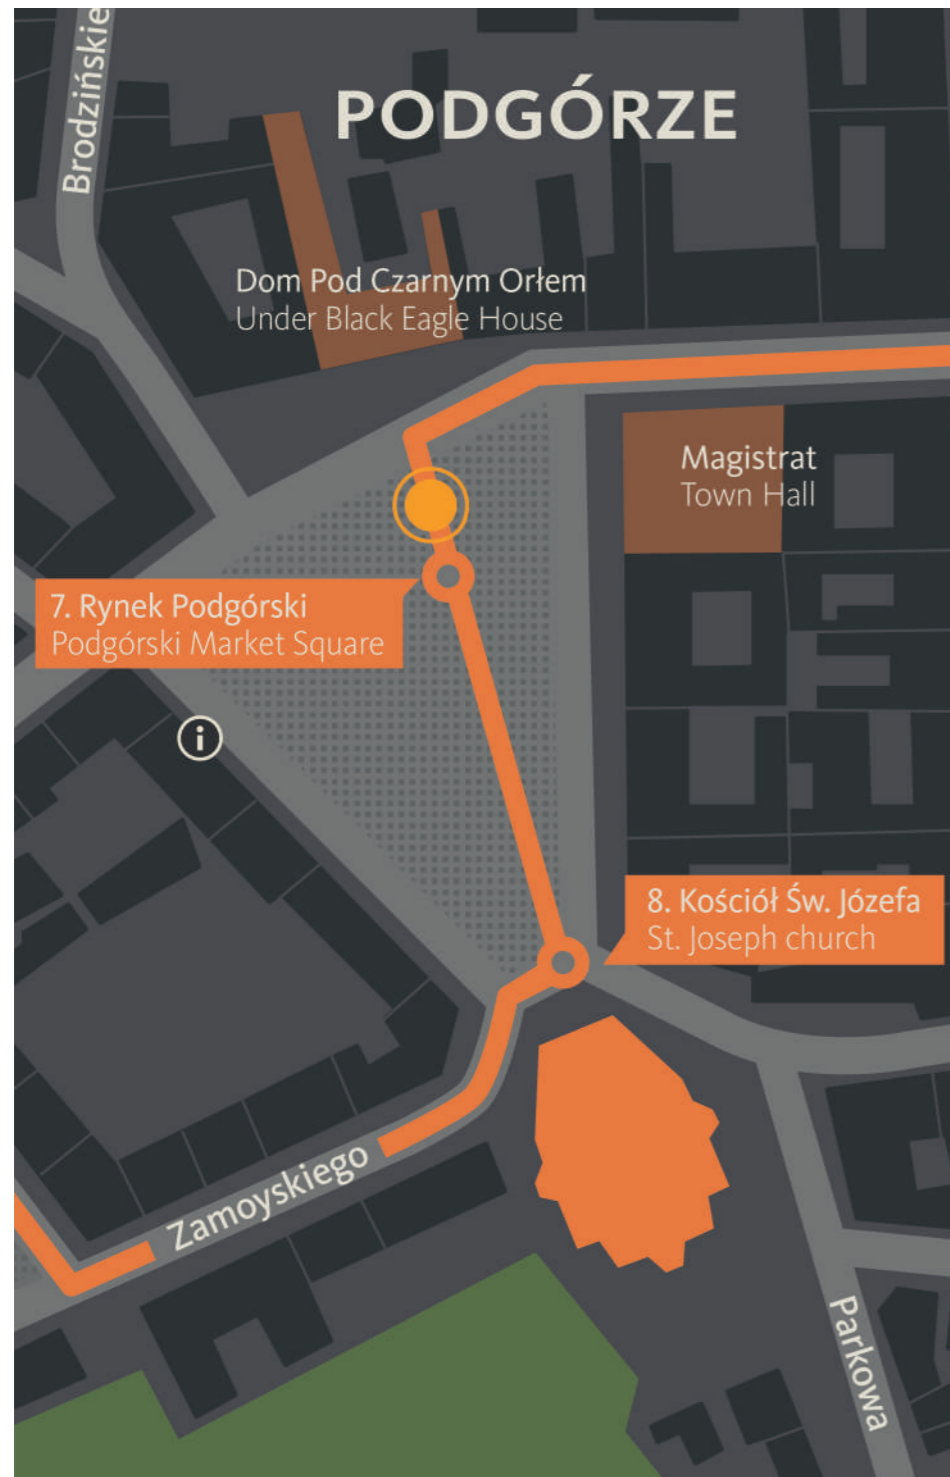 Brodzińskie
PODGÓRZE
Dom Pod Czarnym Orłem
Under Black Eagle House
Magistrat
Town Hall
7. Rynek Podgórski
Podgórski Market Square
i
8. Kościół Św. Józefa
St. Joseph church
Zamoyskiego
Parkowa